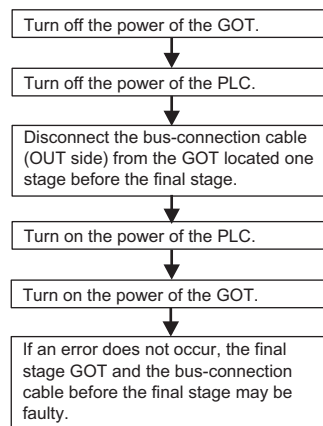 Turn off the power of the GOT.
Turn off the power of the PLC.
Disconnect the bus-connection cable
(OUT side) from the GOT located one
stage before the final stage.
Turn on the power of the PLC.
Turn on the power of the GOT.
If an error does not occur, the final
stage GOT and the bus-connection
cable before the final stage may be
faulty.